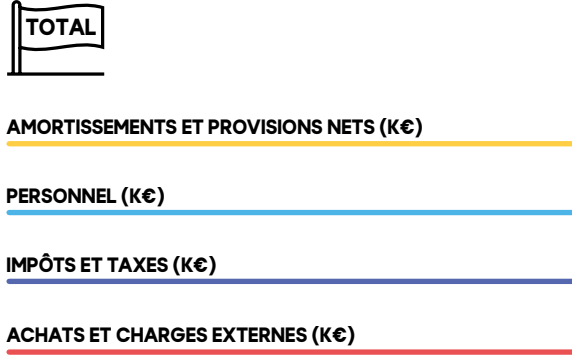 TOTAL
AMORTISSEMENTS ET PROVISIONS NETS (K€)
PERSONNEL (K€)
IMPÔTS ET TAXES (K€)
ACHATS ET CHARGES EXTERNES (K€)